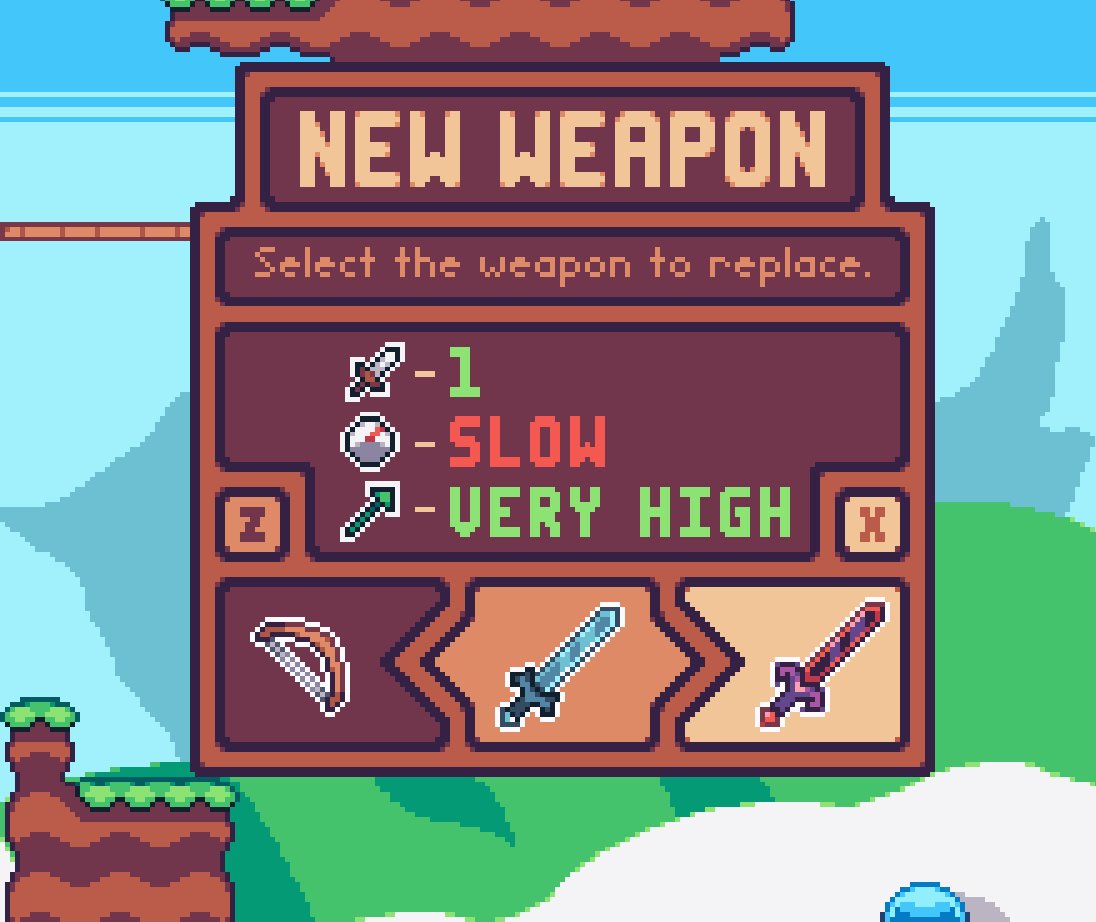 NEW WEAPON
Select the weapon to replace.
- 1
- SLOW
- VERY HIGH
Z X